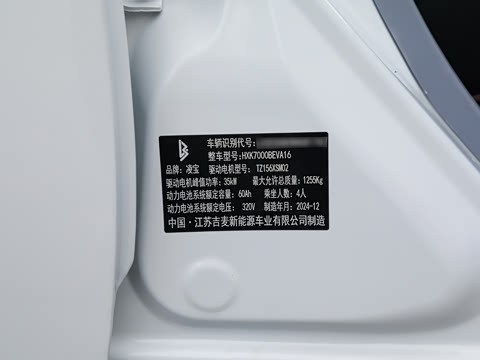 车辆识别代号:
整车型号:HXK7000BEVA16
品牌:凌宝 驱动电机型号: TZ156XSM02
驱动电机峰值功率:35kW 最大允许总质量:1255Kg
动力电池系统额定容量:60Ah 乘坐人数:4人
动力电池系统额定电压: 320V 制造年月:2024-12
中国·江苏吉麦新能源车业有限公司制造